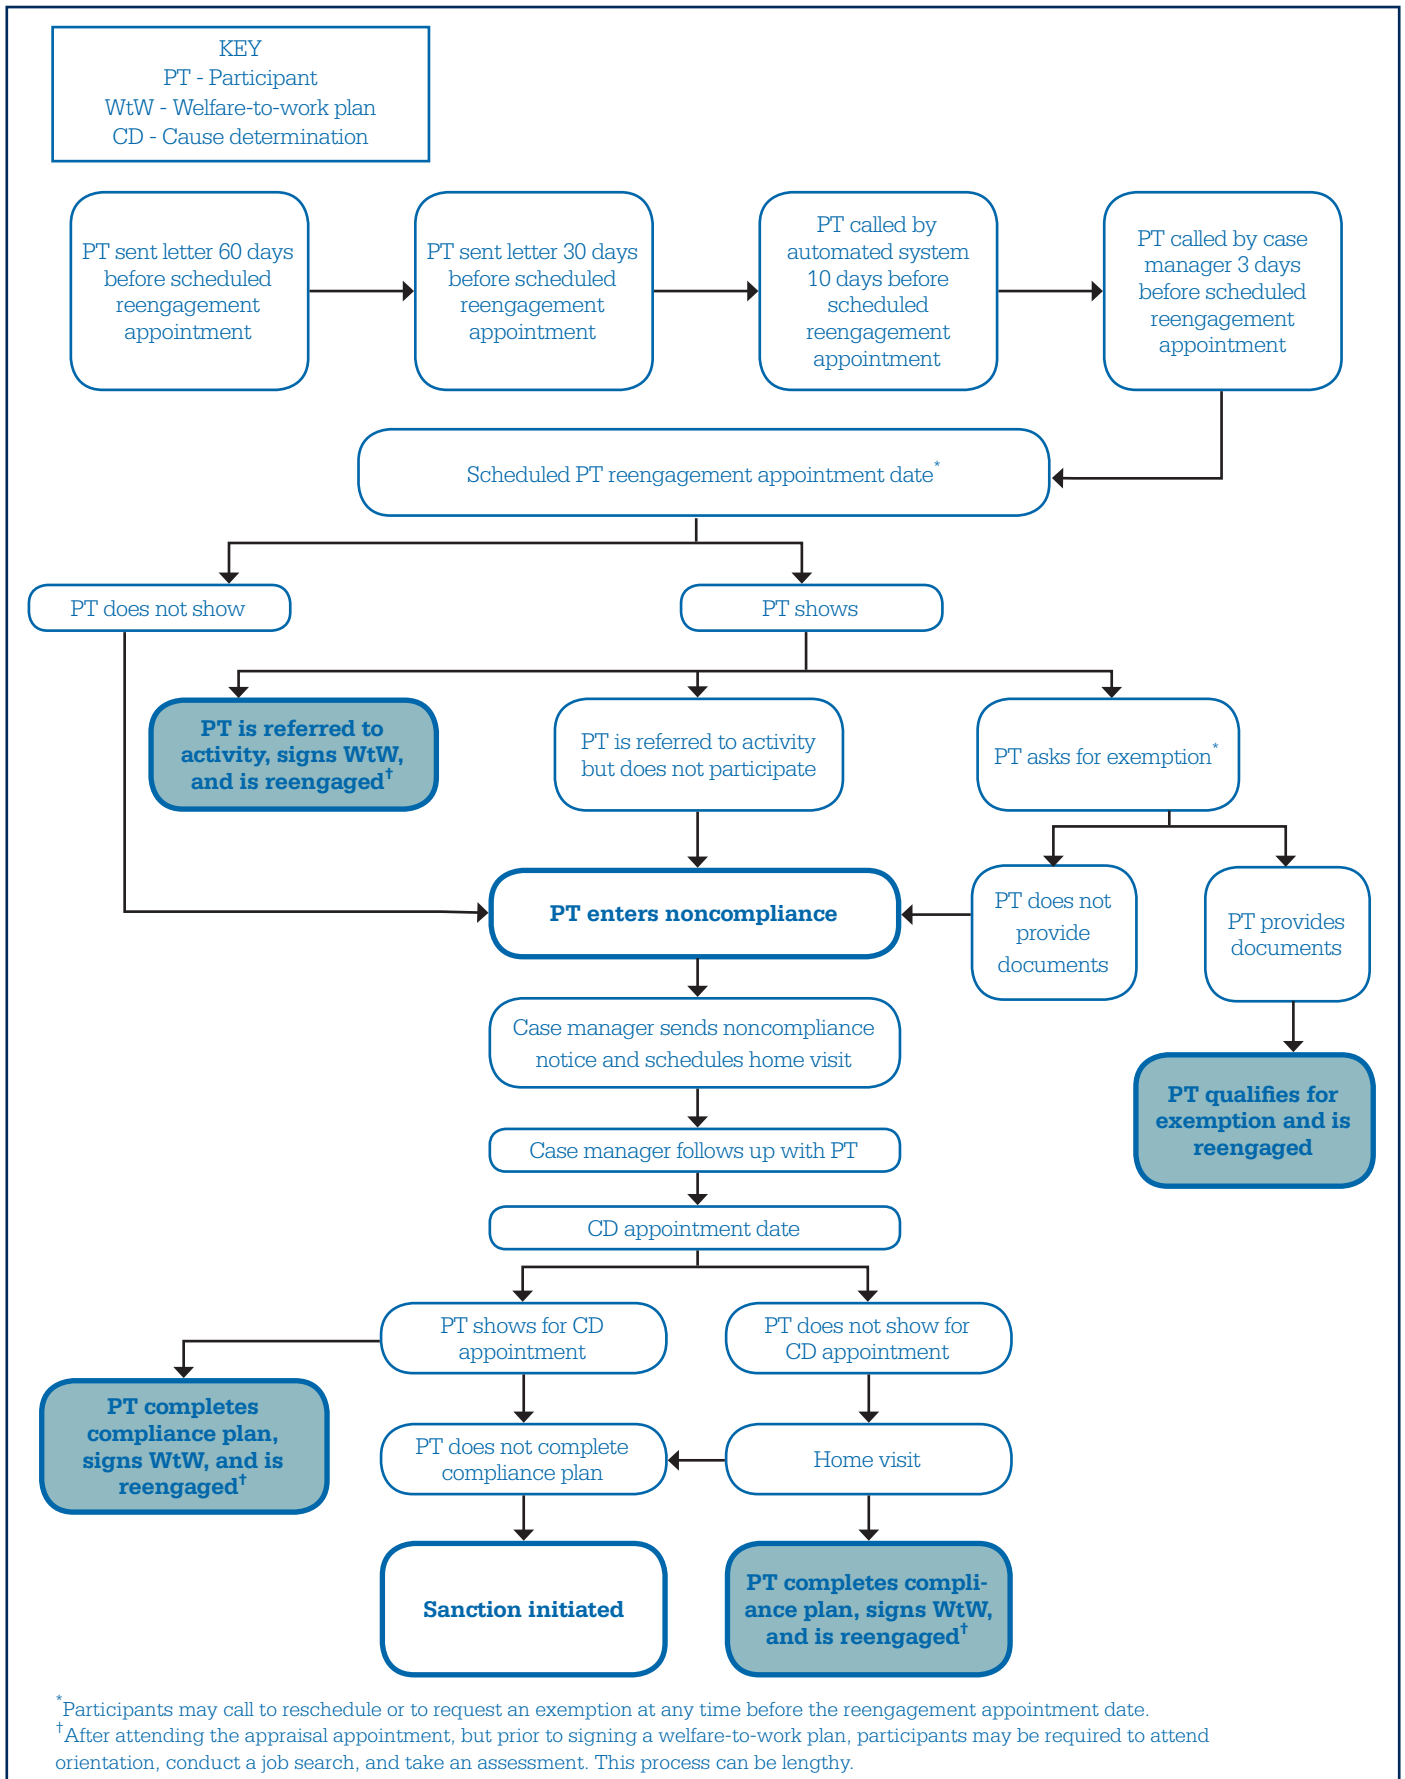 KEY
PT - Participant
WtW - Welfare-to-work plan
CD - Cause determination
PT sent letter 60 days
before scheduled
reengagement
appointment
PT sent letter 30 days
before scheduled
reengagement
appointment
PT called by
automated system
10 days before
scheduled
reengagement
appointment
PT called by case
manager 3 days
before scheduled
reengagement
appointment
Scheduled PT reengagement appointment date*
PT does not show
PT shows
PT is referred to
activity, signs WtW,
and is reengaged†
PT is referred to activity
but does not participate
PT asks for exemption*
PT enters noncompliance
PT does not
provide
documents
PT provides
documents
Case manager sends noncompliance
notice and schedules home visit
PT qualifies for
exemption and is
reengaged
Case manager follows up with PT
CD appointment date
PT shows for CD
appointment
PT does not show for
CD appointment
PT completes
compliance plan,
signs WtW, and is
reengaged†
PT does not complete
compliance plan
Home visit
Sanction initiated
PT completes compli-
ance plan, signs WtW,
and is reengaged†
*Participants may call to reschedule or to request an exemption at any time before the reengagement appointment date.
†After attending the appraisal appointment, but prior to signing a welfare-to-work plan, participants may be required to attend
orientation, conduct a job search, and take an assessment. This process can be lengthy.